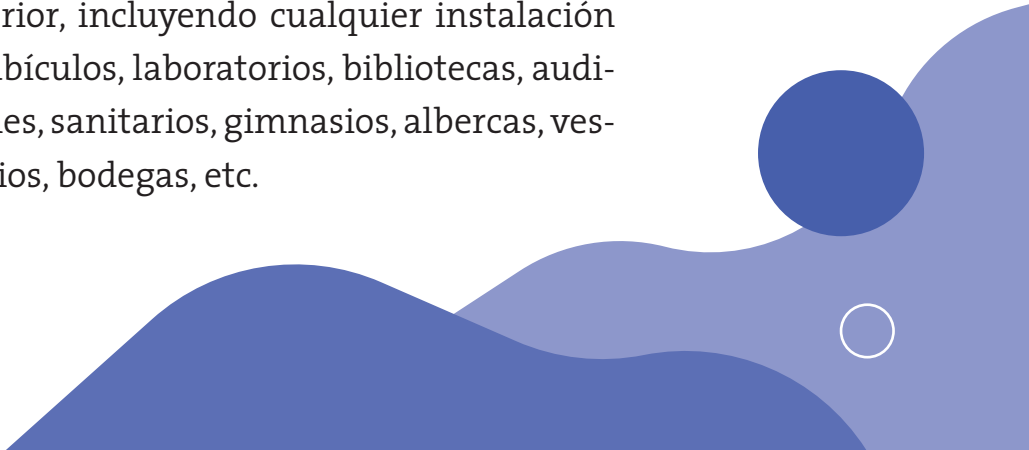 rior, incluyendo cualquier instalación
bículos, laboratorios, bibliotecas, audi-
es, sanitarios, gimnasios, albercas, ves-
ios, bodegas, etc.